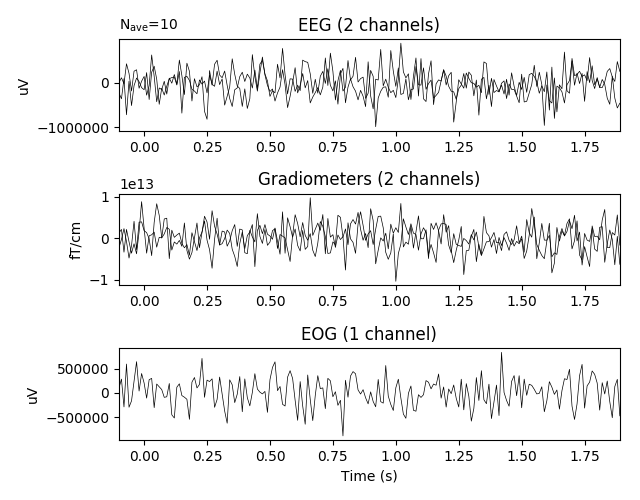 N_ave=10
EEG (2 channels)
uV
0
−1000000
0.00 0.25 0.50 0.75 1.00 1.25 1.50 1.75
Gradiometers (2 channels)
1e13
fT/cm
1
0
−1
0.00 0.25 0.50 0.75 1.00 1.25 1.50 1.75
EOG (1 channel)
uV
500000
0
−500000
0.00 0.25 0.50 0.75 1.00 1.25 1.50 1.75
Time (s)